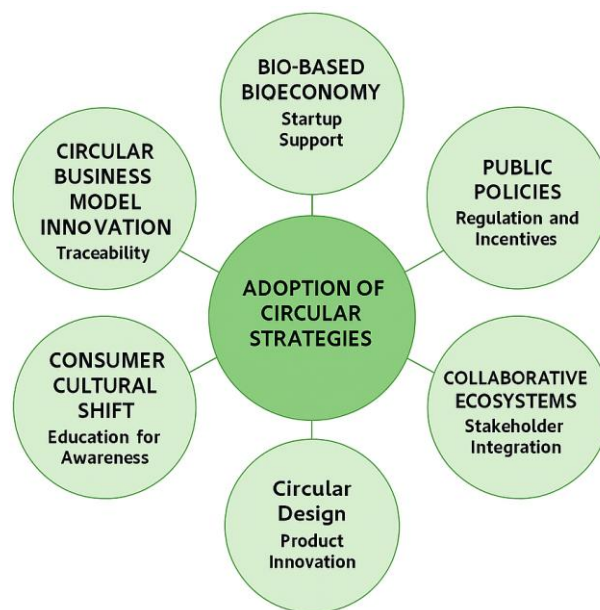 BIO-BASED
BIOECONOMY
Startup
Support
CIRCULAR
BUSINESS
MODEL
INNOVATION
Traceability
PUBLIC
POLICIES
Regulation and
Incentives
ADOPTION OF
CIRCULAR
STRATEGIES
CONSUMER
CULTURAL
SHIFT
Education for
Awareness
COLLABORATIVE
ECOSYSTEMS
Stakeholder
Integration
Circular
Design
Product
Innovation